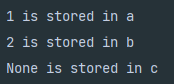 1 is stored in a
2 is stored in b
None is stored in c